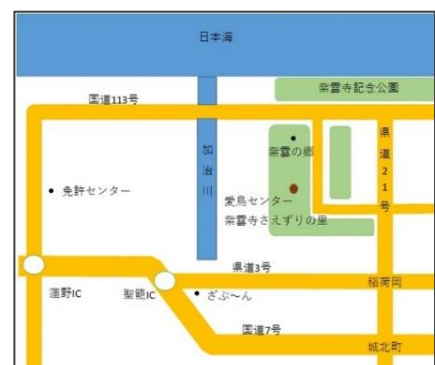 日本海
紫雲寺記念公園
国道113号
加治川
紫雲の郷
県道21号
免許センター
愛鳥センター
紫雲寺さえずりの里
県道3号
稲荷岡
蓮野IC
聖籠IC
ざぶ～ん
国道7号
城北町